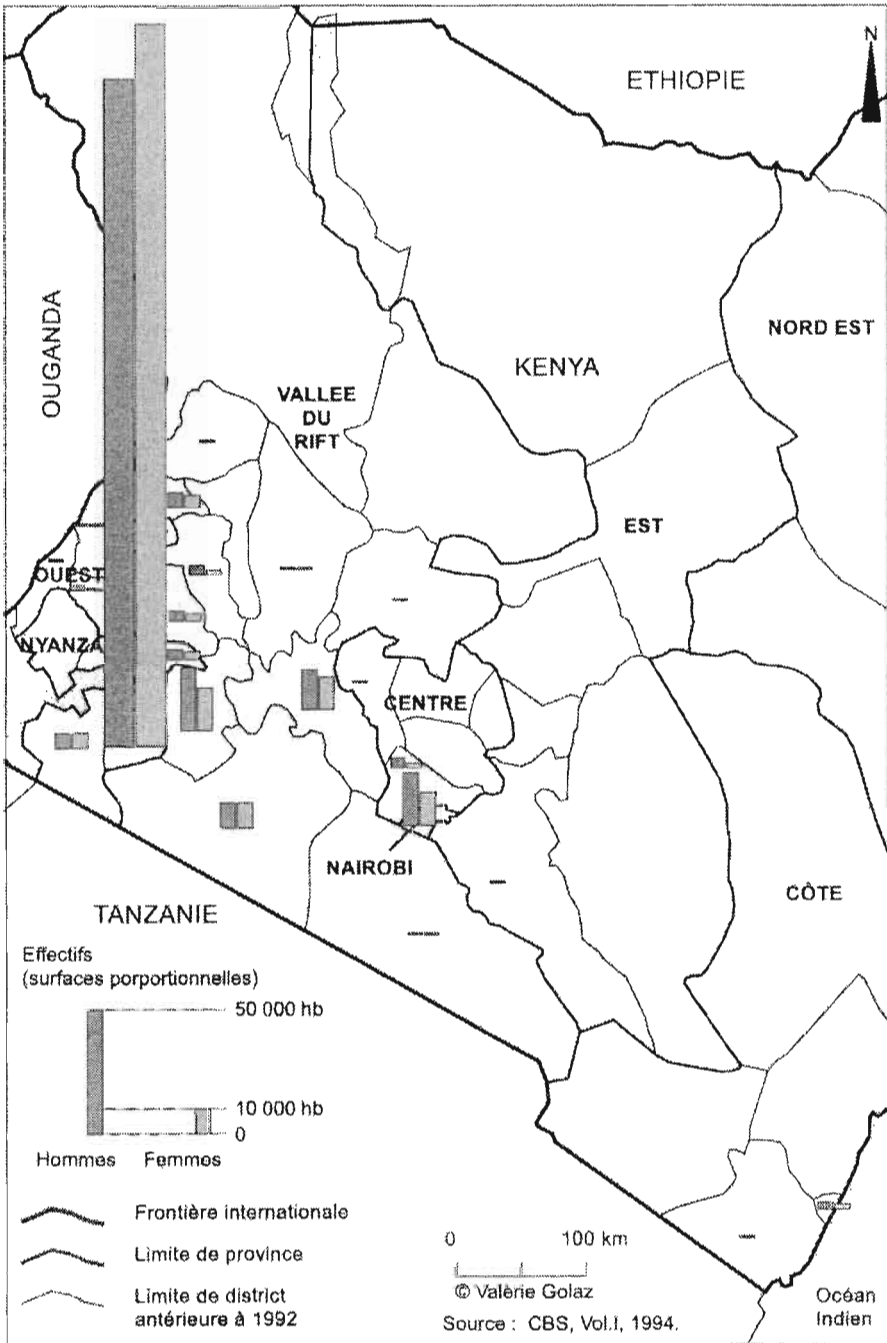 N
ETHIOPIE
OUGANDA
NORD EST
KENYA
VALLEE
DU
RIFT
EST
OUEST
NYANZA
CENTRE
NAIROBI
CÔTE
TANZANIE
Effectifs
(surfaces porportionnelles)
50 000 hb
10 000 hb
0
Hommes Femmes
Frontière internationale
Limite de province
Limite de district
antérieure à 1992
0 100 km
© Valérie Golaz
Source : CBS, Vol.I, 1994.
Océan
Indien